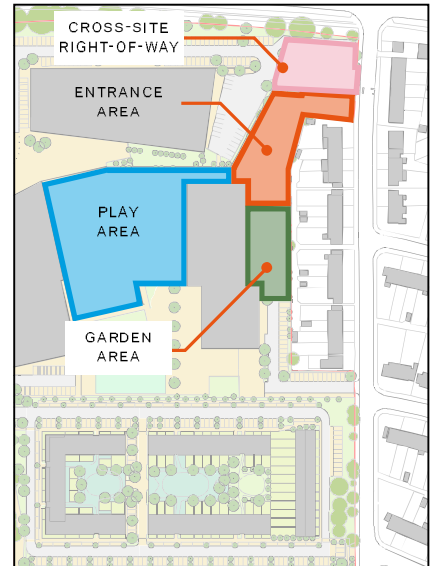 CROSS-SITE
RIGHT-OF-WAY
ENTRANCE
AREA
PLAY
AREA
GARDEN
AREA